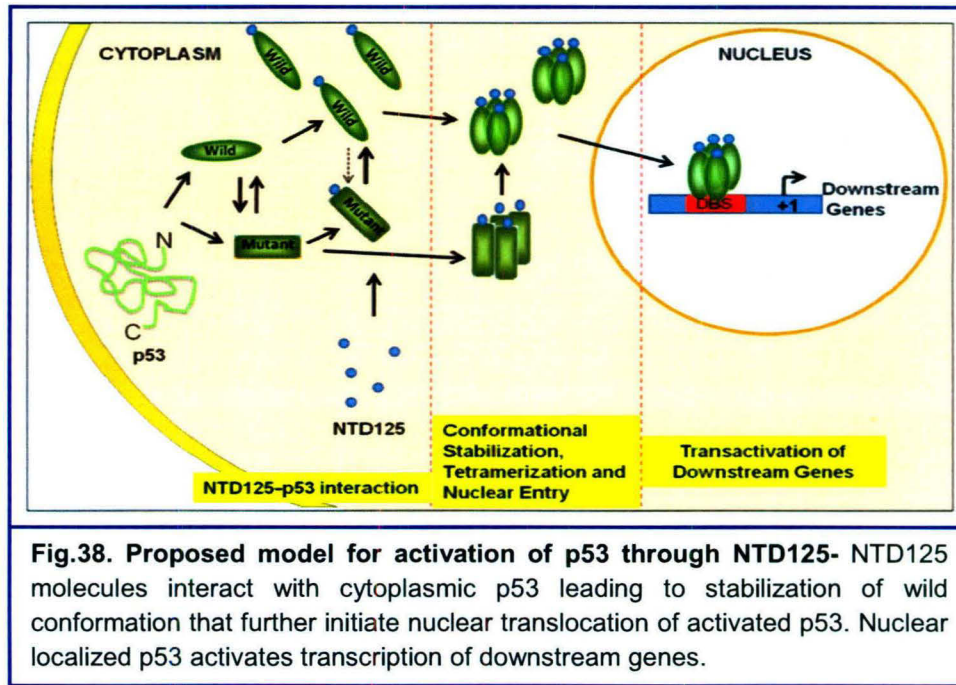 CYTOPLASM
NUCLEUS
Wild
Wild
Wild
Wild
Mutant
Mutant
N
C
p53
NTD125
DBS
+1
Downstream
Genes
NTD125-p53 interaction
Conformational
Stabilization,
Tetramerization and
Nuclear Entry
Transactivation of
Downstream Genes
Fig.38. Proposed model for activation of p53 through NTD125- NTD125
molecules interact with cytoplasmic p53 leading to stabilization of wild
conformation that further initiate nuclear translocation of activated p53. Nuclear
localized p53 activates transcription of downstream genes.